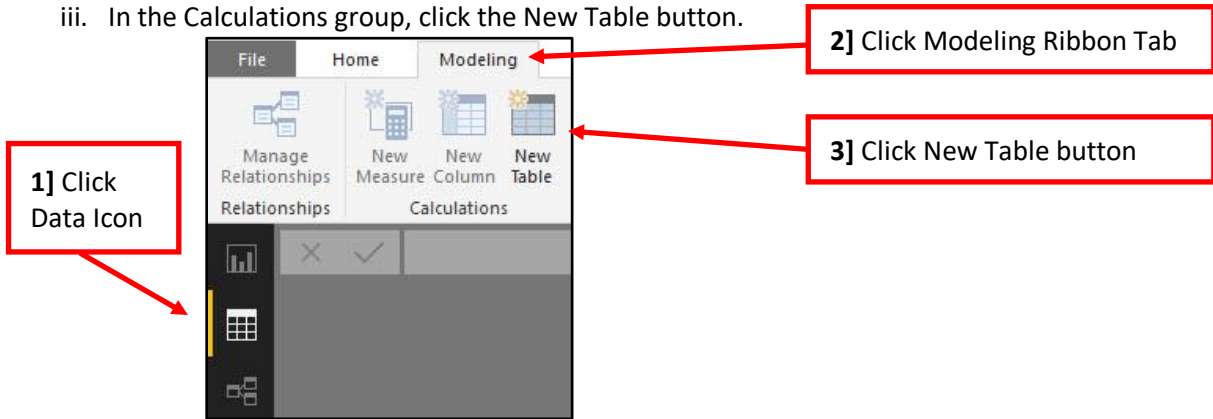 iii. In the Calculations group, click the New Table button.
2] Click Modeling Ribbon Tab
File Home Modeling
3] Click New Table button
Manage
Relationships
New
Measure
New
Column
New
Table
Relationships Calculations
1] Click
Data Icon